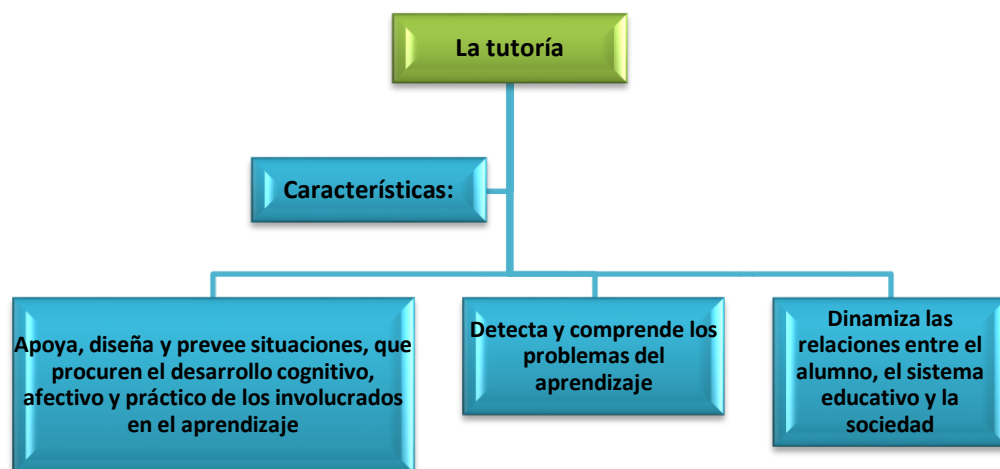 La tutoría
Características:
Apoya, diseña y prevee situaciones, que
procuren el desarrollo cognitivo,
afectivo y práctico de los involucrados
en el aprendizaje
Detecta y comprende los
problemas del
aprendizaje
Dinamiza las
relaciones entre el
alumno, el sistema
educativo y la
sociedad